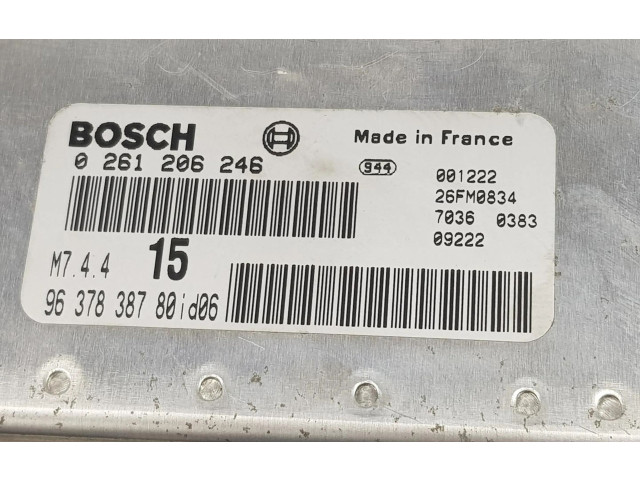 BOSCH
Made in France
0 261 206 246
944
001222
26FM0834
7036 0383
09222
M7.4.4 15
96 378 387 80id06